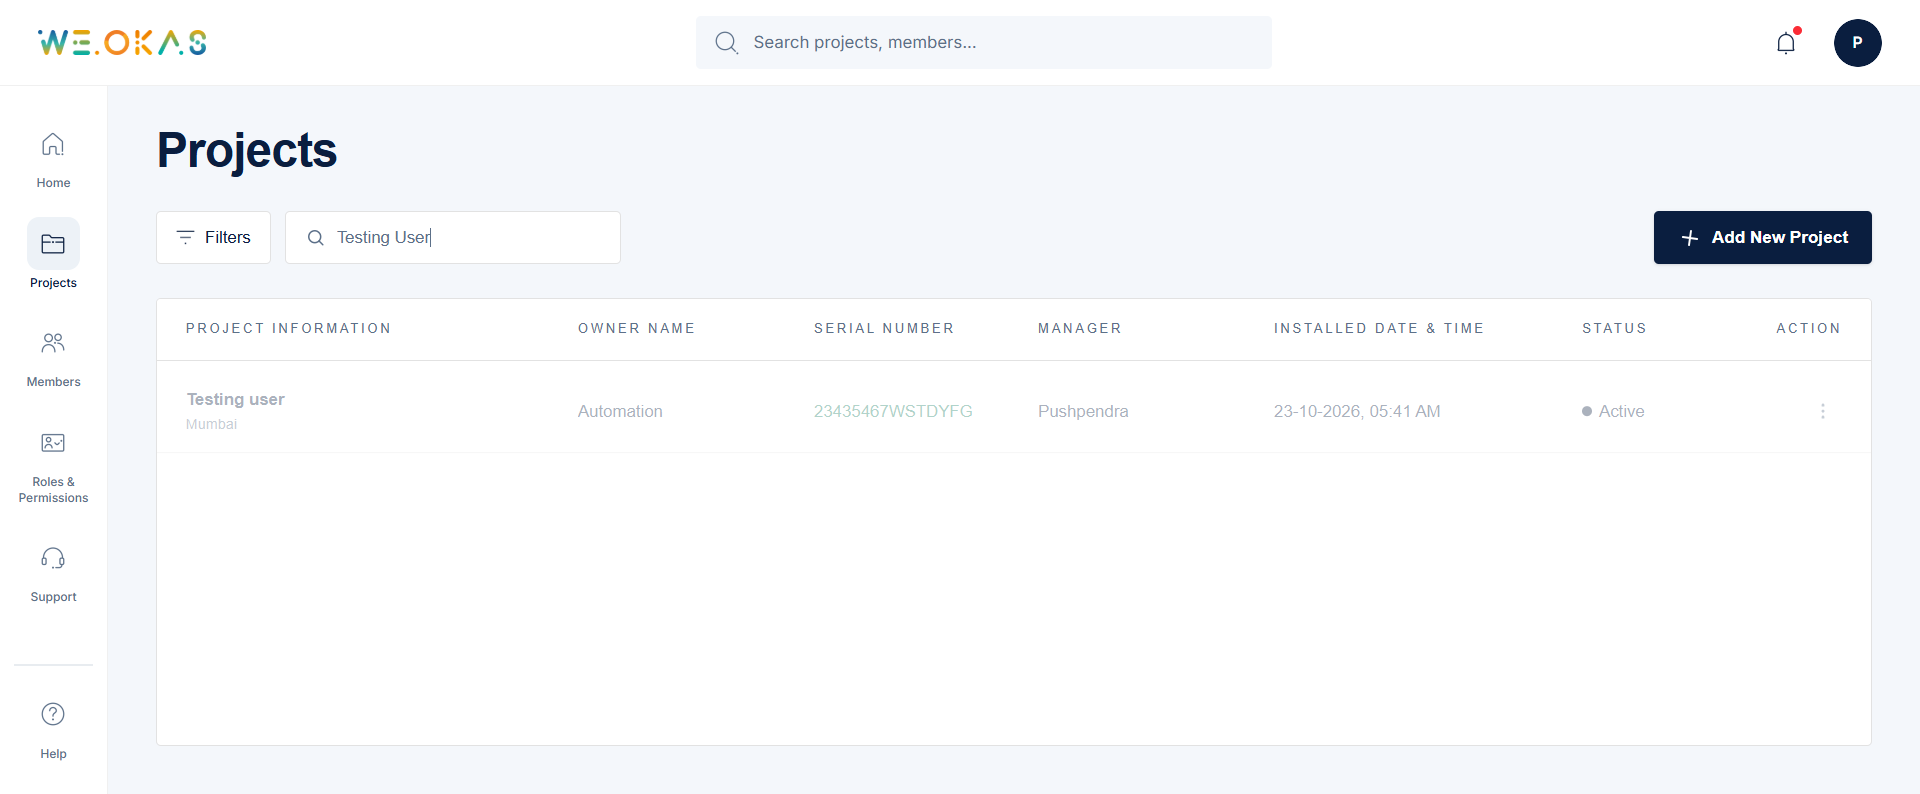 WE.OKA.S
Search projects, members...
P
Home
Projects
Members
Roles &
Permissions
Support
Help
Projects
Filters
Testing User
Add New Project
PROJECT INFORMATION OWNER NAME SERIAL NUMBER MANAGER INSTALLED DATE & TIME STATUS ACTION
Testing user
Mumbai
Automation 23435467WSTDYFG Pushpendra 23-10-2026, 05:41 AM Active